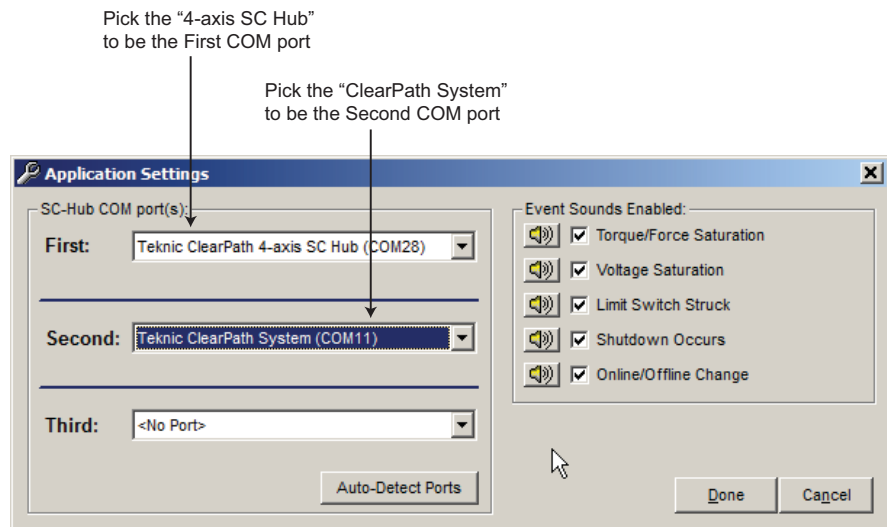 Pick the “4-axis SC Hub”
to be the First COM port
Pick the “ClearPath System”
to be the Second COM port
Application Settings
SC-Hub COM port(s):
First:
Teknic ClearPath 4-axis SC Hub (COM28)
Second:
Teknic ClearPath System (COM11)
Third:
<No Port>
Auto-Detect Ports
Event Sounds Enabled:
Torque/Force Saturation
Voltage Saturation
Limit Switch Struck
Shutdown Occurs
Online/Offline Change
Done
Cancel